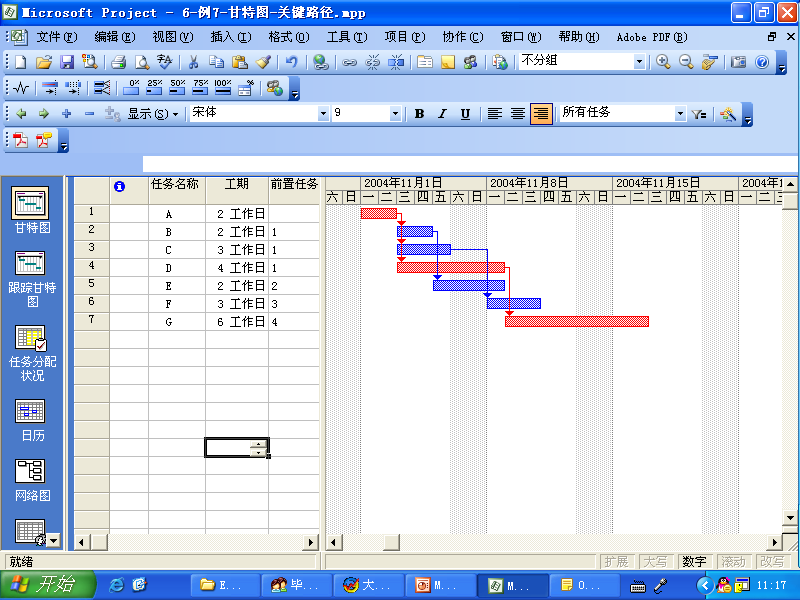 Microsoft Project - 6-例7-甘特图-关键路径.mpp
文件(F) 编辑(E) 视图(V) 插入(I) 格式(O) 工具(T) 项目(P) 协作(C) 窗口(W) 帮助(H) Adobe PDF(B)
不分组
0% 25% 50% 75% 100%
显示(S) 宋体 9 B I U 所有任务
任务名称 工期 前置任务 2004年11月1日 2004年11月8日 2004年11月15日 2004年1
六 日 一 二 三 四 五 六 日 一 二 三 四 五 六 日 一 二 三 四 五 六 日 一 二 三
1 A 2 工作日
2 B 2 工作日 1
3 C 3 工作日 1
4 D 4 工作日 1
5 E 2 工作日 2
6 F 3 工作日 3
7 G 6 工作日 4
甘特图
跟踪甘特图
任务分配状况
日历
网络图
就绪 扩展 大写 数字 滚动 改写
开始 E... 毕... 大... M... M... O... 11:17